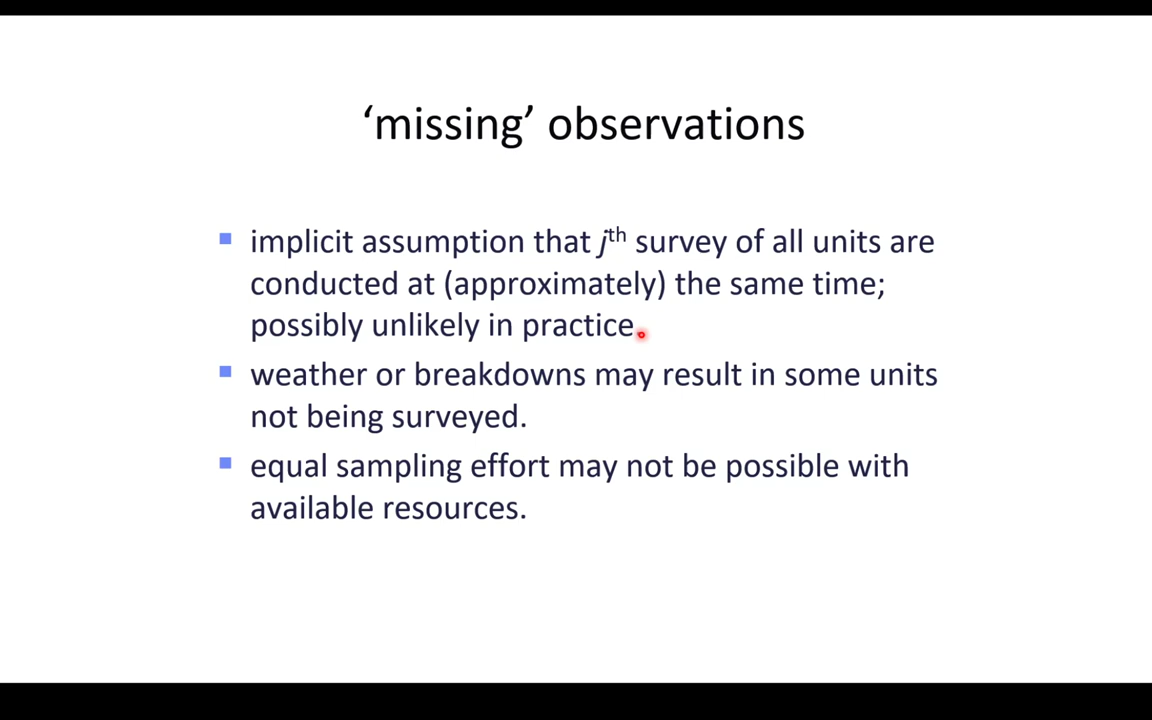 ‘missing’ observations
▪ implicit assumption that jth survey of all units are
conducted at (approximately) the same time;
possibly unlikely in practice.
▪ weather or breakdowns may result in some units
not being surveyed.
▪ equal sampling effort may not be possible with
available resources.